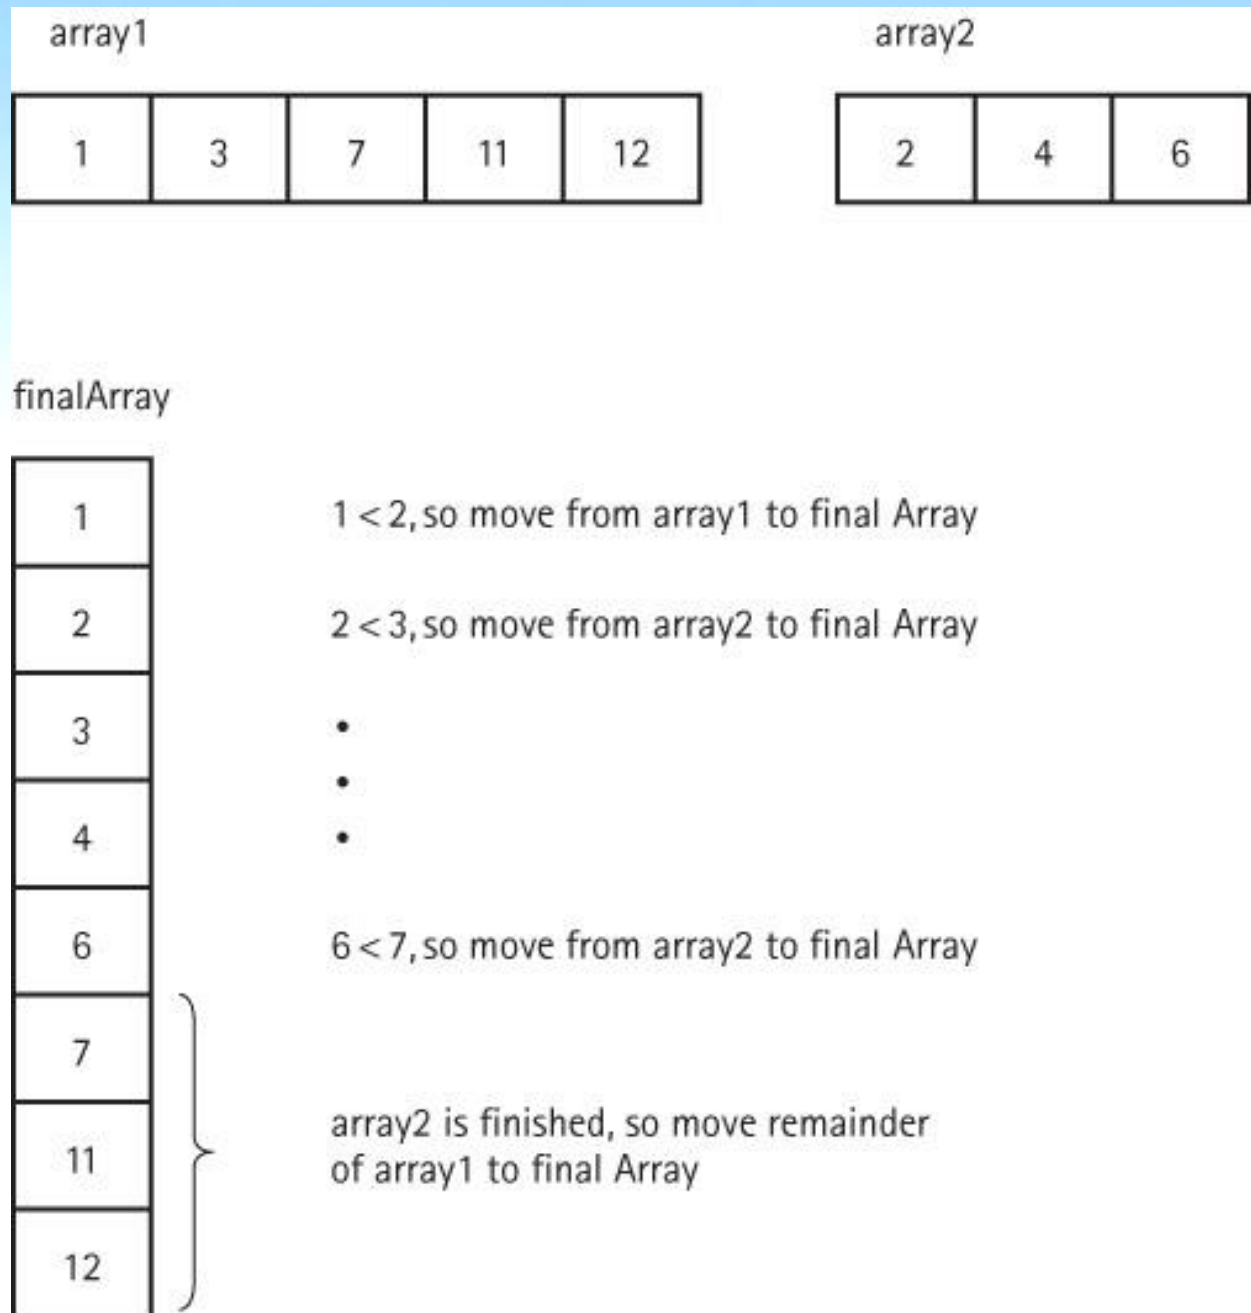 array1 array2
1 3 7 11 12 2 4 6
finalArray
1 1 < 2, so move from array1 to final Array
2 2 < 3, so move from array2 to final Array
3
4
6 6 < 7, so move from array2 to final Array
7
array2 is finished, so move remainder
11 of array1 to final Array
12